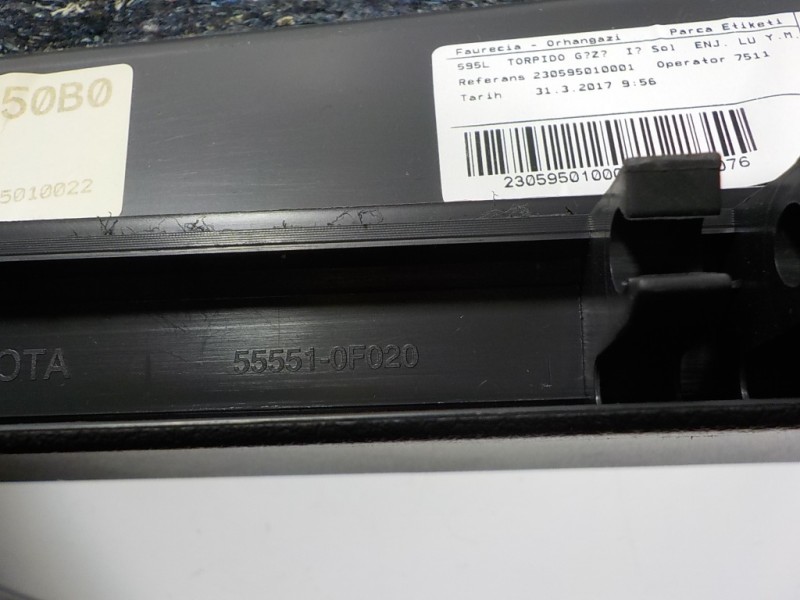 50B0
5010022
Faurecia - Orhangazi Parca Etiketi
595L TORPIDO G?Z? I? Sol ENJ. LU Y.M.
Referans 230595010001 Operator 7511
Tarih 31.3.2017 9:56
OTA 55551-0F020